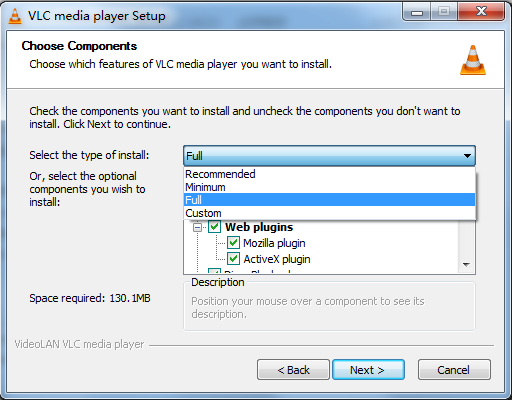 VLC media player Setup
Choose Components
Choose which features of VLC media player you want to install.
Check the components you want to install and uncheck the components you don't want to
install. Click Next to continue.
Select the type of install:
Full
Recommended
Minimum
Full
Custom
Or, select the optional
components you wish to
install:
Web plugins
Mozilla plugin
ActiveX plugin
Space required: 130.1MB
Description
Position your mouse over a component to see its
description.
VideoLAN VLC media player
< Back
Next >
Cancel